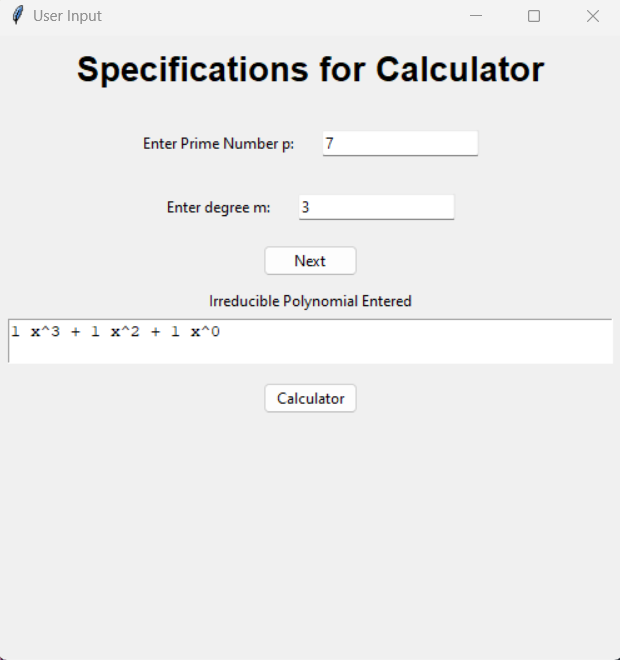 User Input
Specifications for Calculator
Enter Prime Number p: 7
Enter degree m: 3
Next
Irreducible Polynomial Entered
1 x^3 + 1 x^2 + 1 x^0
Calculator